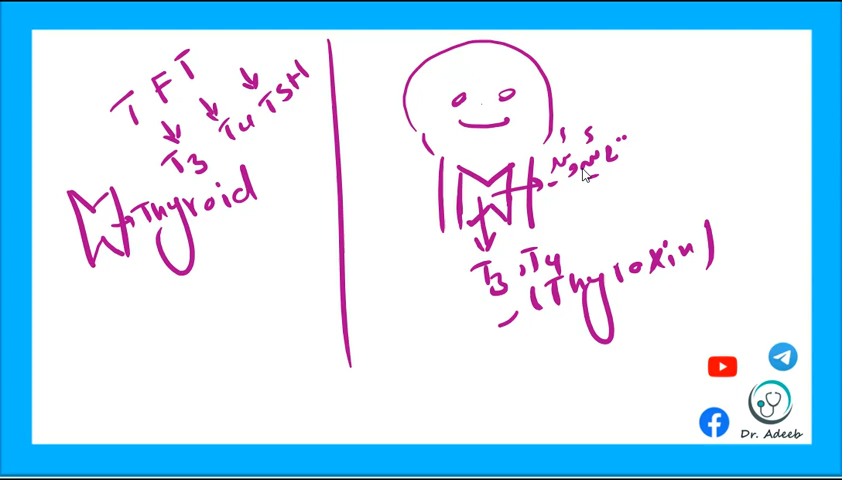 TFT
T3
T4
TSH
Thyroid
T3, T4
(Thyroxin)
Dr. Adeeb